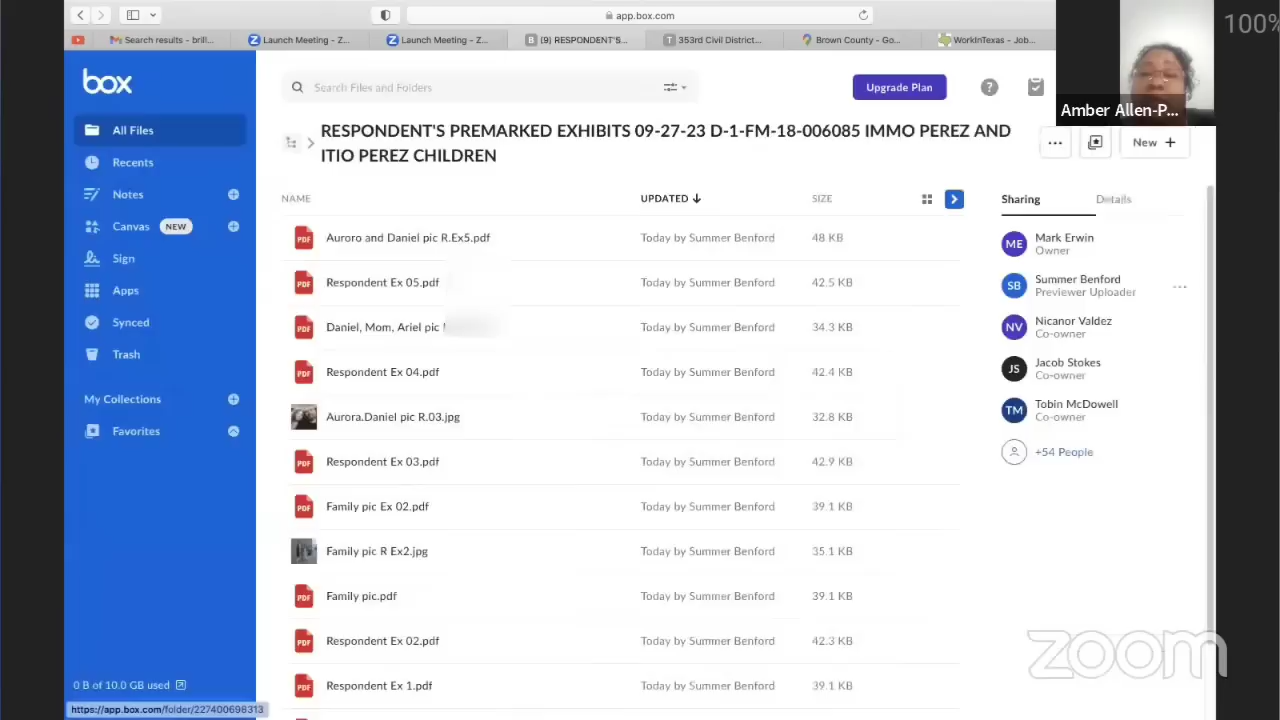 app.box.com
100%
Search results - brill...
Launch Meeting - Z...
Launch Meeting - Z...
(9) RESPONDENT'S...
353rd Civil District...
Brown County - Go...
WorkInTexas - Job...
Amber Allen-P...
box
Search Files and Folders
Upgrade Plan
All Files
Recents
Notes
Canvas NEW
Sign
Apps
Synced
Trash
My Collections
Favorites
0 B of 10.0 GB used
https://app.box.com/folder/227400698313
RESPONDENT'S PREMARKED EXHIBITS 09-27-23 D-1-FM-18-006085 IMMO PEREZ AND
ITIO PEREZ CHILDREN
New +
NAME UPDATED SIZE
Auroro and Daniel pic R.Ex5.pdf Today by Summer Benford 48 KB
Respondent Ex 05.pdf Today by Summer Benford 42.5 KB
Daniel, Mom, Ariel pic Today by Summer Benford 34.3 KB
Respondent Ex 04.pdf Today by Summer Benford 42.4 KB
Aurora.Daniel pic R.03.jpg Today by Summer Benford 32.8 KB
Respondent Ex 03.pdf Today by Summer Benford 42.9 KB
Family pic Ex 02.pdf Today by Summer Benford 39.1 KB
Family pic R Ex2.jpg Today by Summer Benford 35.1 KB
Family pic.pdf Today by Summer Benford 39.1 KB
Respondent Ex 02.pdf Today by Summer Benford 42.3 KB
Respondent Ex 1.pdf Today by Summer Benford 39.1 KB
Sharing Details
ME Mark Erwin
Owner
SB Summer Benford
Previewer Uploader
NV Nicanor Valdez
Co-owner
JS Jacob Stokes
Co-owner
TM Tobin McDowell
Co-owner
+54 People
zoom